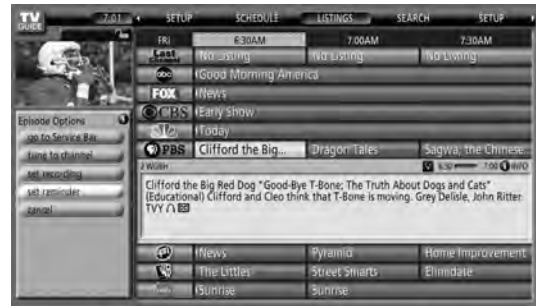 TV
GUIDE
7:01
SETUP SCHEDULE LISTINGS SEARCH SETUP
FRI 6:30AM 7:00AM 7:30AM
Last
No Listing No Listing No Listing
abc Good Morning America
FOX News
CBS Early Show
Today
PBS Clifford the Big... Dragon Tales Sagwa, the Chinese...
Episode Options
go to Service Bar
tune to channel
set recording
set reminder
cancel
2 WGBH 6:30 7:00 INFO
Clifford the Big Red Dog "Good-Bye T-Bone; The Truth About Dogs and Cats"
(Educational) Clifford and Cleo think that T-Bone is moving. Grey Delisle, John Ritter
TVY
News Pyramid Home Improvement
The Littles Street Smarts Elimidate
Sunrise Sunrise